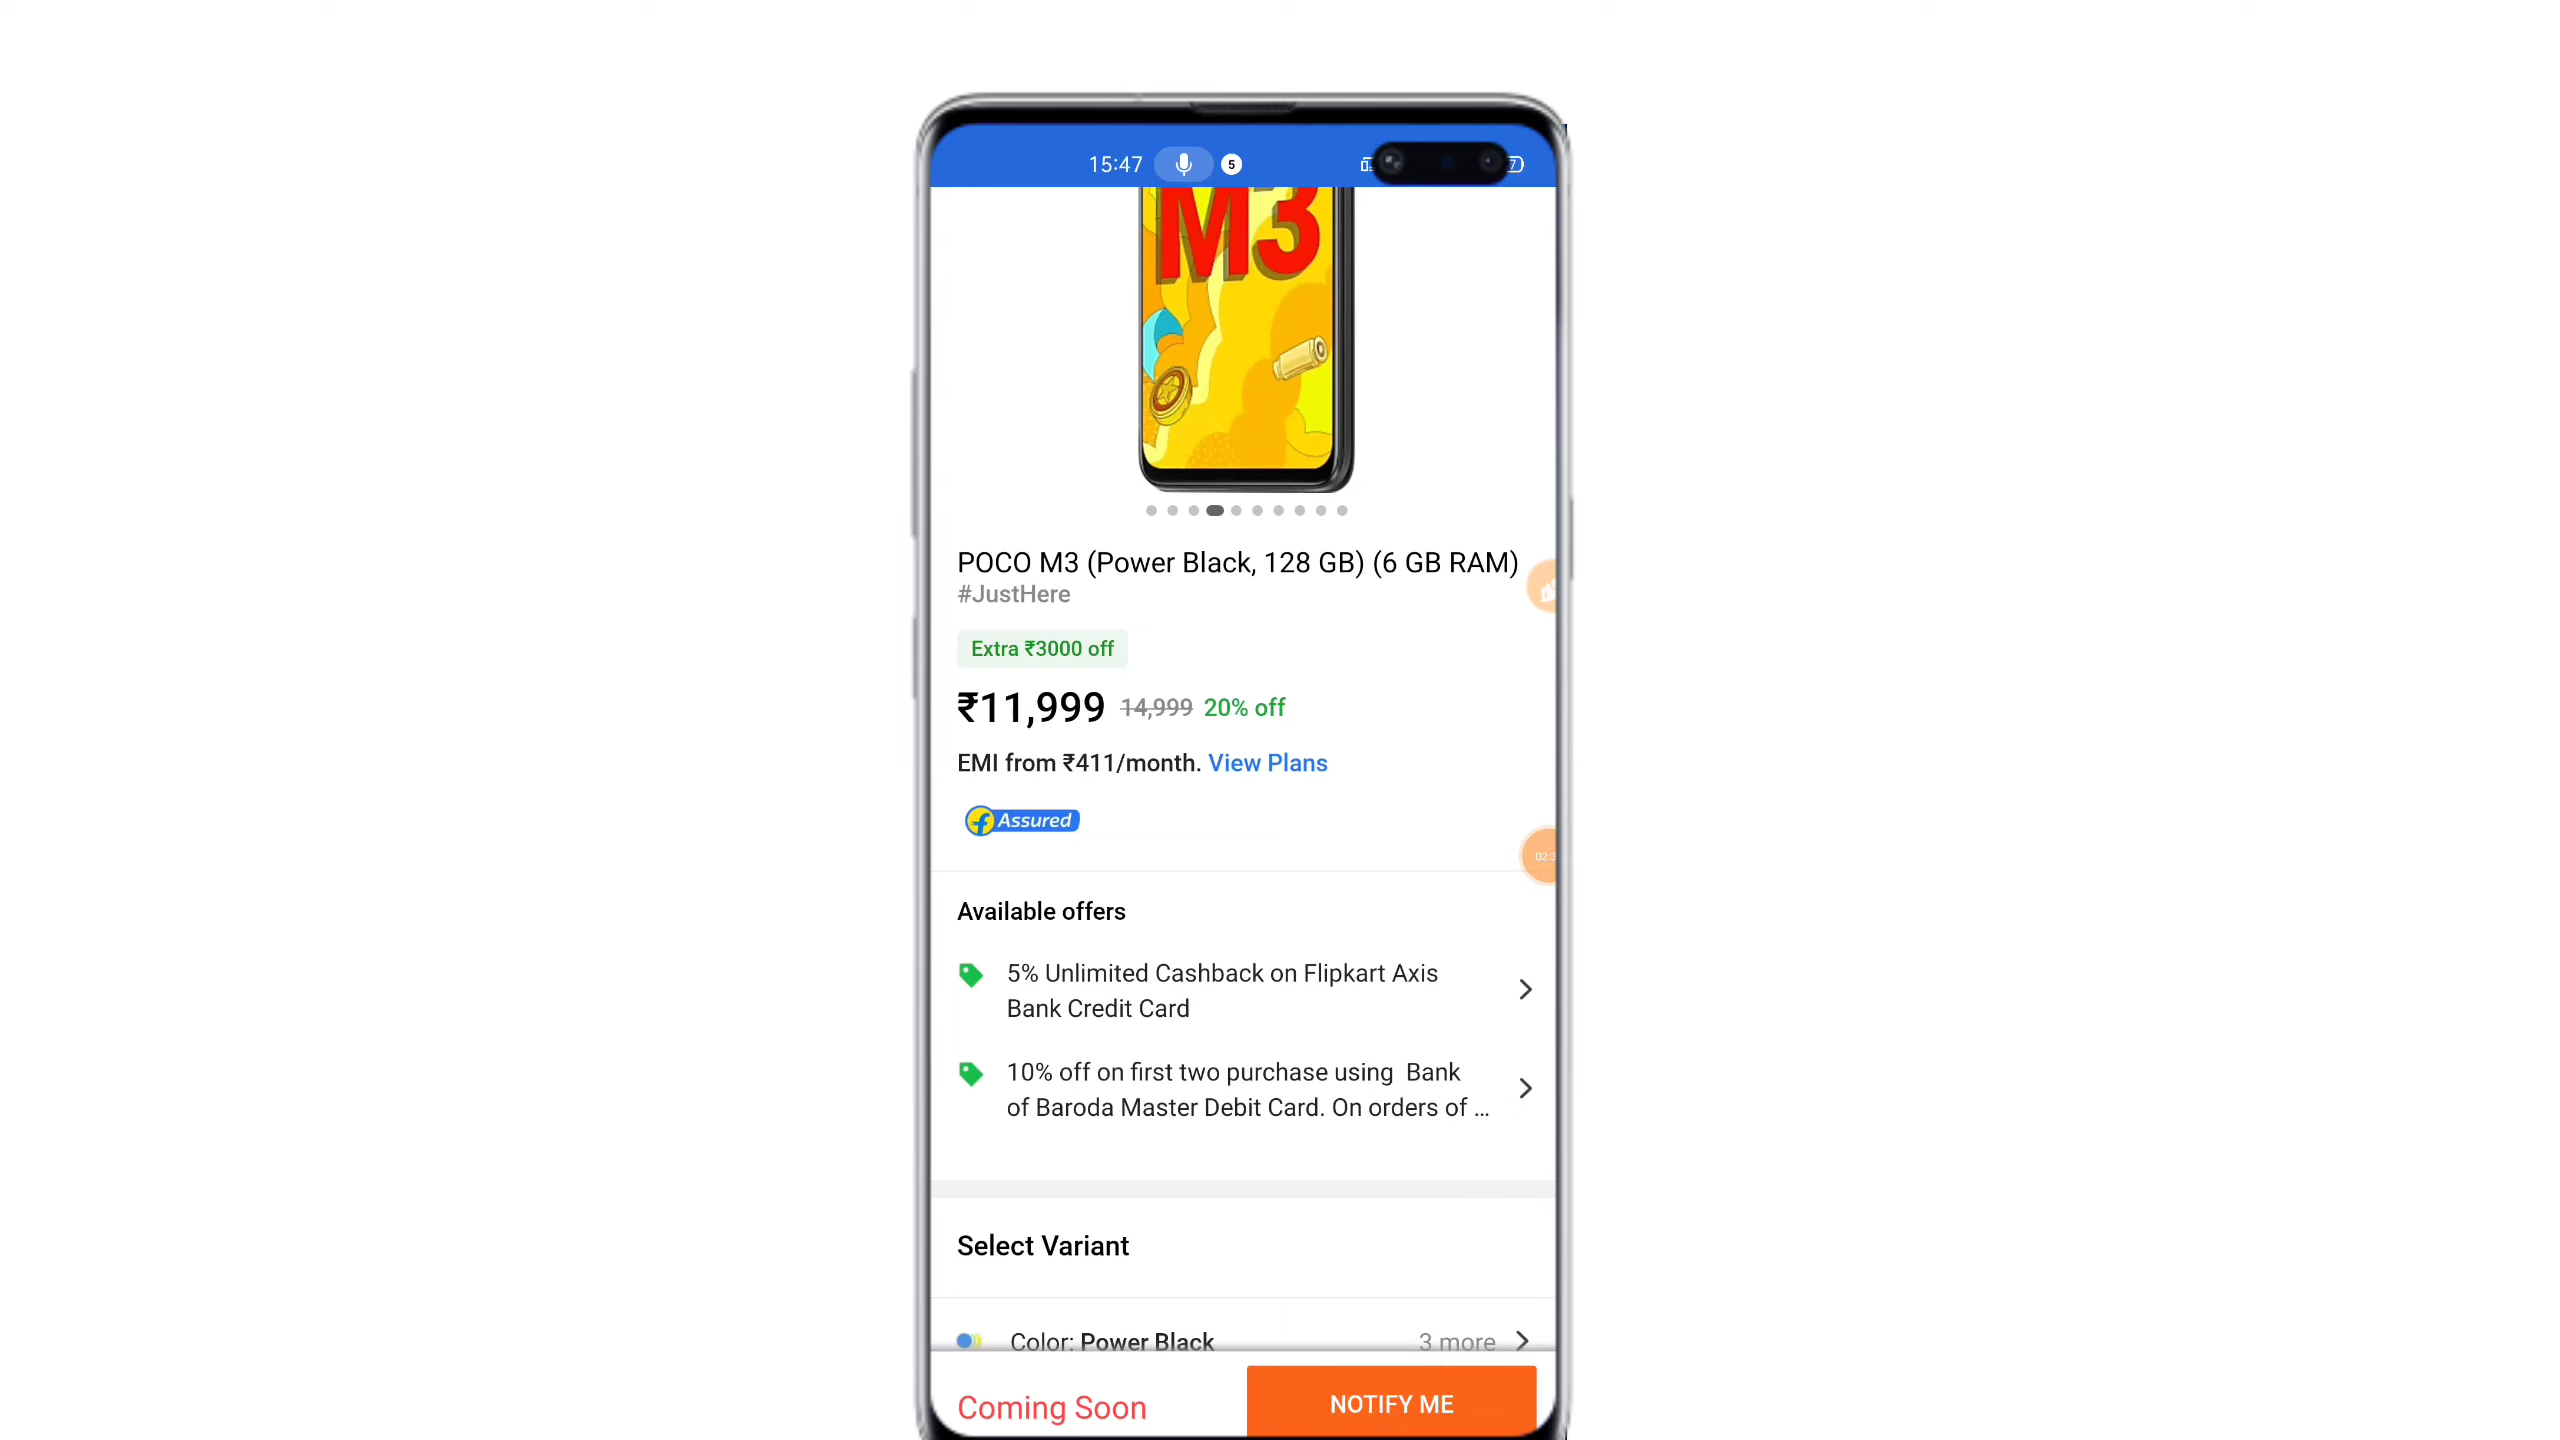 15:47 5
M3
POCO M3 (Power Black, 128 GB) (6 GB RAM)
#JustHere
Extra ₹3000 off
₹11,999 14,999 20% off
EMI from ₹411/month. View Plans
f Assured
02:3
Available offers
5% Unlimited Cashback on Flipkart Axis
Bank Credit Card
10% off on first two purchase using Bank
of Baroda Master Debit Card. On orders of ...
Select Variant
Color: Power Black 3 more
Coming Soon NOTIFY ME